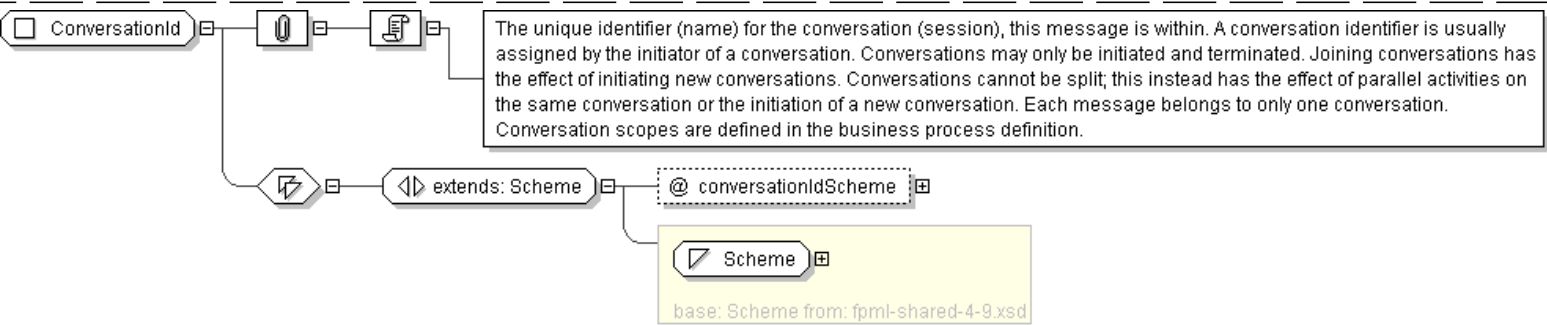 ConversationId
The unique identifier (name) for the conversation (session), this message is within. A conversation identifier is usually
assigned by the initiator of a conversation. Conversations may only be initiated and terminated. Joining conversations has
the effect of initiating new conversations. Conversations cannot be split; this instead has the effect of parallel activities on
the same conversation or the initiation of a new conversation. Each message belongs to only one conversation.
Conversation scopes are defined in the business process definition.
extends: Scheme
@ conversationIdScheme
Scheme
base: Scheme from: fpml-shared-4-9.xsd